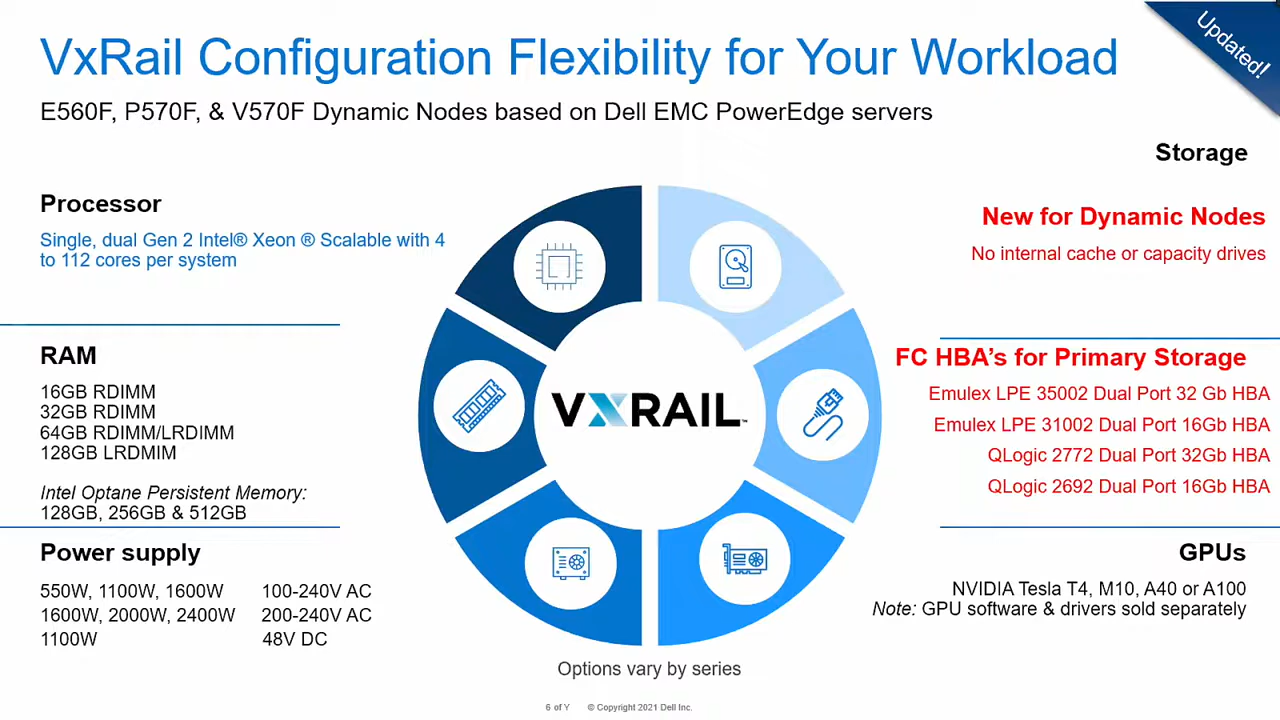 VxRail Configuration Flexibility for Your Workload
Updated!
E560F, P570F, & V570F Dynamic Nodes based on Dell EMC PowerEdge servers
Processor
Single, dual Gen 2 Intel® Xeon ® Scalable with 4
to 112 cores per system
RAM
16GB RDIMM
32GB RDIMM
64GB RDIMM/LRDIMM
128GB LRDMIM
Intel Optane Persistent Memory:
128GB, 256GB & 512GB
Power supply
550W, 1100W, 1600W 100-240V AC
1600W, 2000W, 2400W 200-240V AC
1100W 48V DC
VXRAIL™
Storage
New for Dynamic Nodes
No internal cache or capacity drives
FC HBA’s for Primary Storage
Emulex LPE 35002 Dual Port 32 Gb HBA
Emulex LPE 31002 Dual Port 16Gb HBA
QLogic 2772 Dual Port 32Gb HBA
QLogic 2692 Dual Port 16Gb HBA
GPUs
NVIDIA Tesla T4, M10, A40 or A100
Note: GPU software & drivers sold separately
Options vary by series
6 of Y © Copyright 2021 Dell Inc.